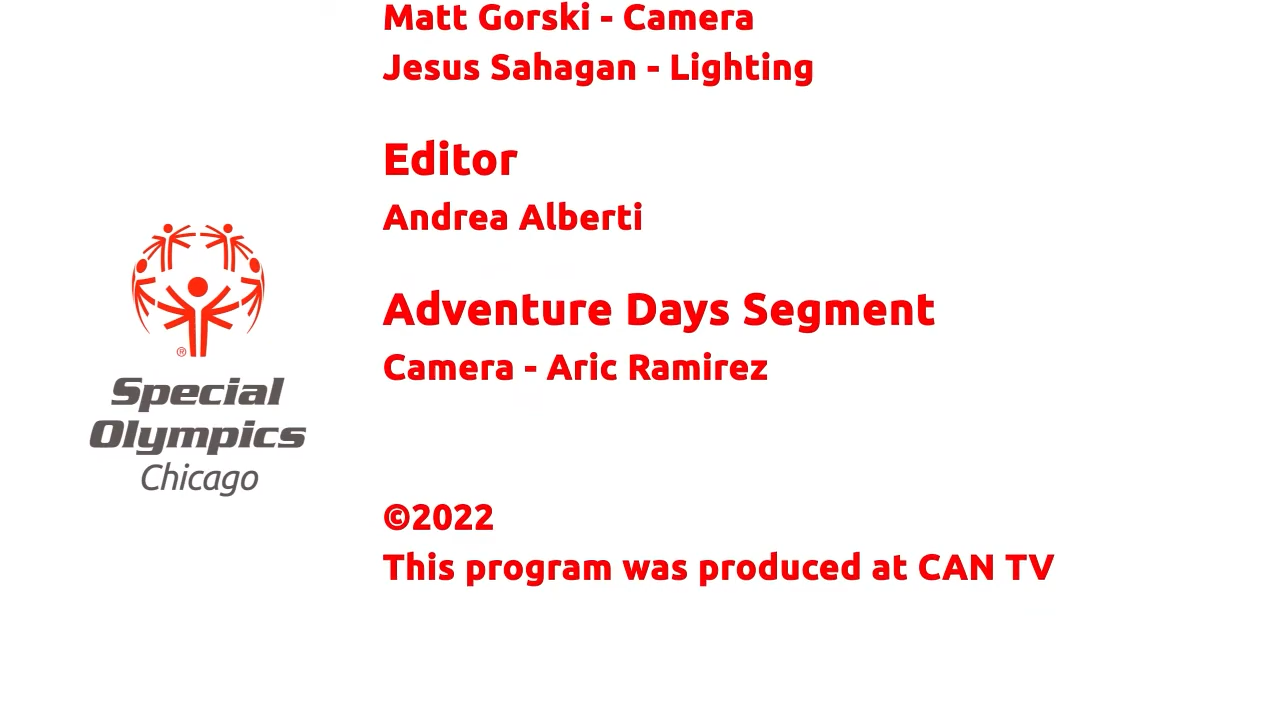 Matt Gorski - Camera
Jesus Sahagan - Lighting
Editor
Andrea Alberti
Adventure Days Segment
Camera - Aric Ramirez
®
Special
Olympics
Chicago
©2022
This program was produced at CAN TV